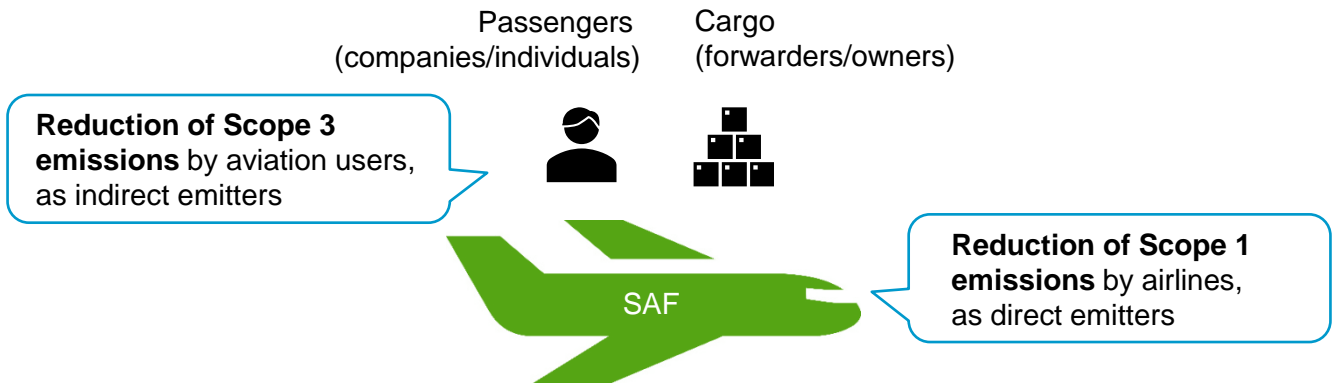 Passengers
(companies/individuals)
Cargo
(forwarders/owners)
Reduction of Scope 3
emissions by aviation users,
as indirect emitters
Reduction of Scope 1
emissions by airlines,
as direct emitters
SAF